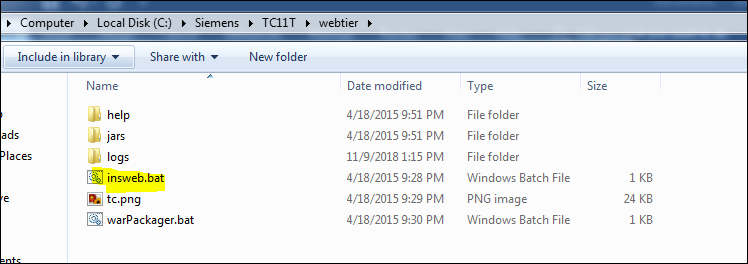 Computer ▸ Local Disk (C:) ▸ Siemens ▸ TC11T ▸ webtier ▸
Include in library ▾ Share with ▾ New folder
Name Date modified Type Size
help 4/18/2015 9:51 PM File folder
jars 4/18/2015 9:51 PM File folder
logs 11/9/2018 1:15 PM File folder
insweb.bat 4/18/2015 9:28 PM Windows Batch File 1 KB
tc.png 4/18/2015 9:29 PM PNG image 24 KB
warPackager.bat 4/18/2015 9:30 PM Windows Batch File 1 KB
ads
Places
ve